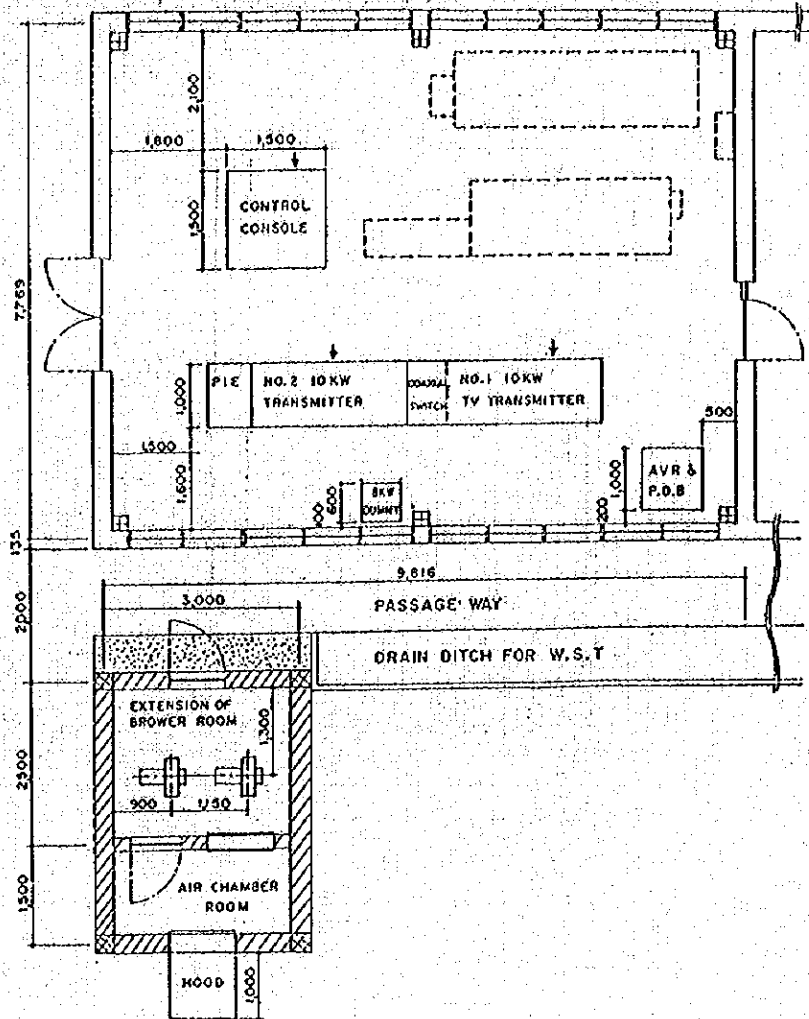 2,100
1,800
1,500
CONTROL
CONSOLE
1,500
7,769
P I E
NO.2 10KW
TRANSMITTER
COAXIAL
SWITCH
NO.1 10KW
TV TRANSMITTER
1,000
500
1,500
1,600
600
8KW
DUMMY
1,000
AVR &
P.D.B
200
135
9,816
2,000
3,000
PASSAGE WAY
DRAIN DITCH FOR W.S.T
EXTENSION OF
BROWER ROOM
1,300
2,500
900
1,150
AIR CHAMBER
ROOM
1,500
HOOD
1,000